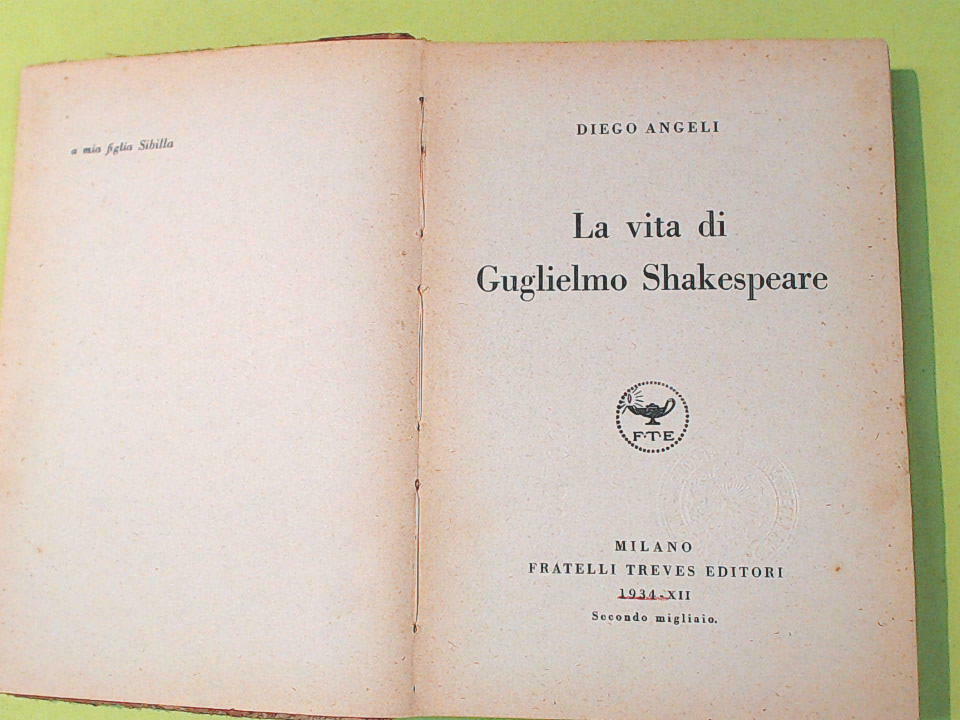 a mia figlia Sibilla
DIEGO ANGELI
La vita di
Guglielmo Shakespeare
F·T·E
MILANO
FRATELLI TREVES EDITORI
1934-XII
Secondo migliaio.